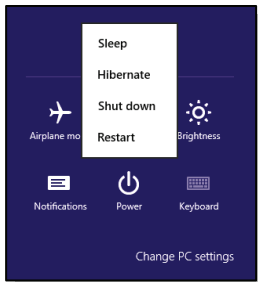 Sleep
Hibernate
Shut down
Restart
Airplane mo
Brightness
Notifications
Power
Keyboard
Change PC settings